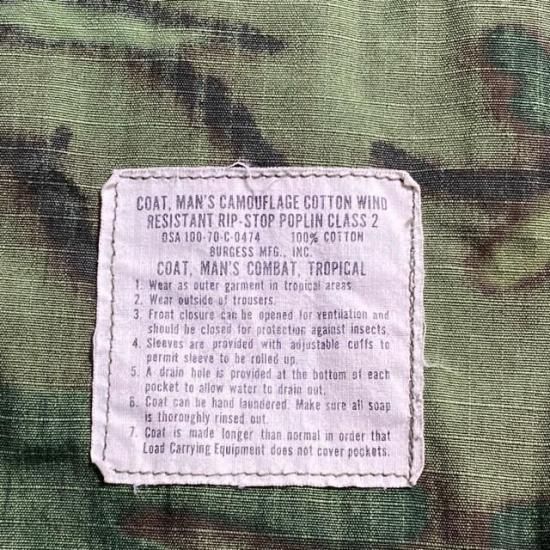 COAT, MAN'S CAMOUFLAGE COTTON WIND
RESISTANT RIP-STOP POPLIN CLASS 2
DSA 100-70-C-0474 100% COTTON
BURGESS MFG., INC.
COAT, MAN'S COMBAT, TROPICAL
1. Wear as outer garment in tropical areas.
2. Wear outside of trousers.
3. Front closure can be opened for ventilation and
should be closed for protection against insects.
4. Sleeves are provided with adjustable cuffs to
permit sleeve to be rolled up.
5. A drain hole is provided at the bottom of each
pocket to allow water to drain out.
6. Coat can be hand laundered. Make sure all soap
is thoroughly rinsed out.
7. Coat is made longer than normal in order that
Load Carrying Equipment does not cover pockets.